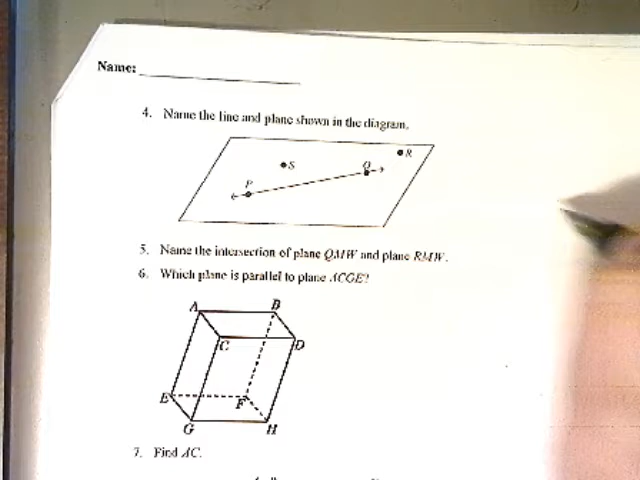 Name:
4. Name the line and plane shown in the diagram.
R
S
Q
P
5. Name the intersection of plane QMW and plane RMW.
6. Which plane is parallel to plane ACGE?
A B
C D
E F
G H
7. Find AC.